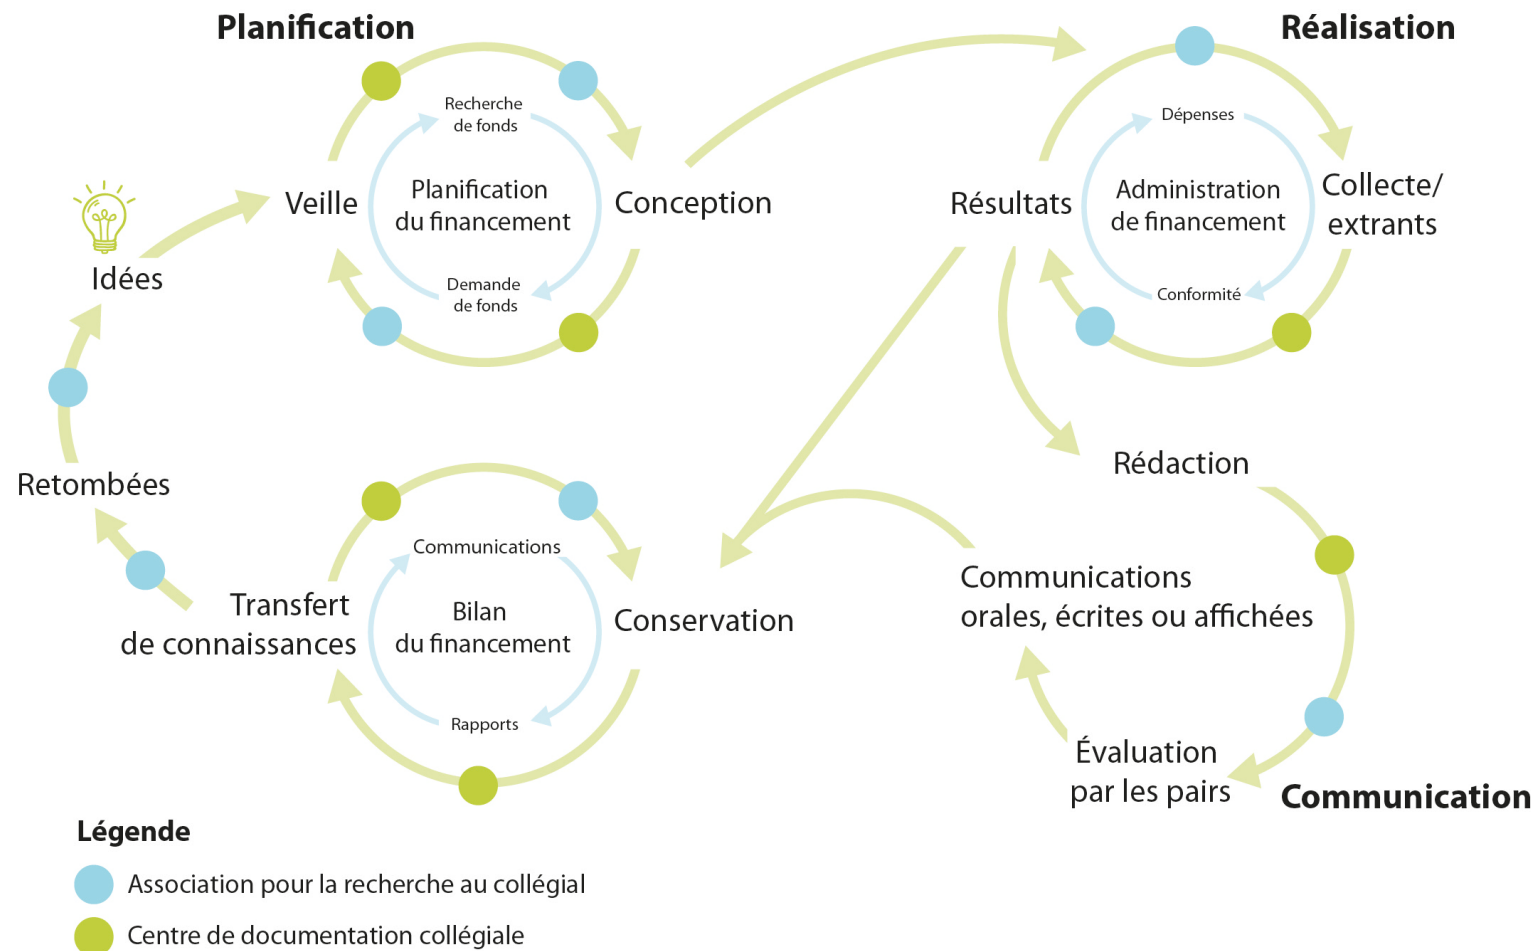 Planification
Recherche
de fonds
Veille
Planification
du financement
Conception
Demande
de fonds
Réalisation
Dépenses
Résultats
Administration
de financement
Collecte/
extrants
Conformité
Idées
Retombées
Rédaction
Communications
orales, écrites ou affichées
Évaluation
par les pairs
Communication
Communications
Transfert
de connaissances
Bilan
du financement
Conservation
Rapports
Légende
Association pour la recherche au collégial
Centre de documentation collégiale